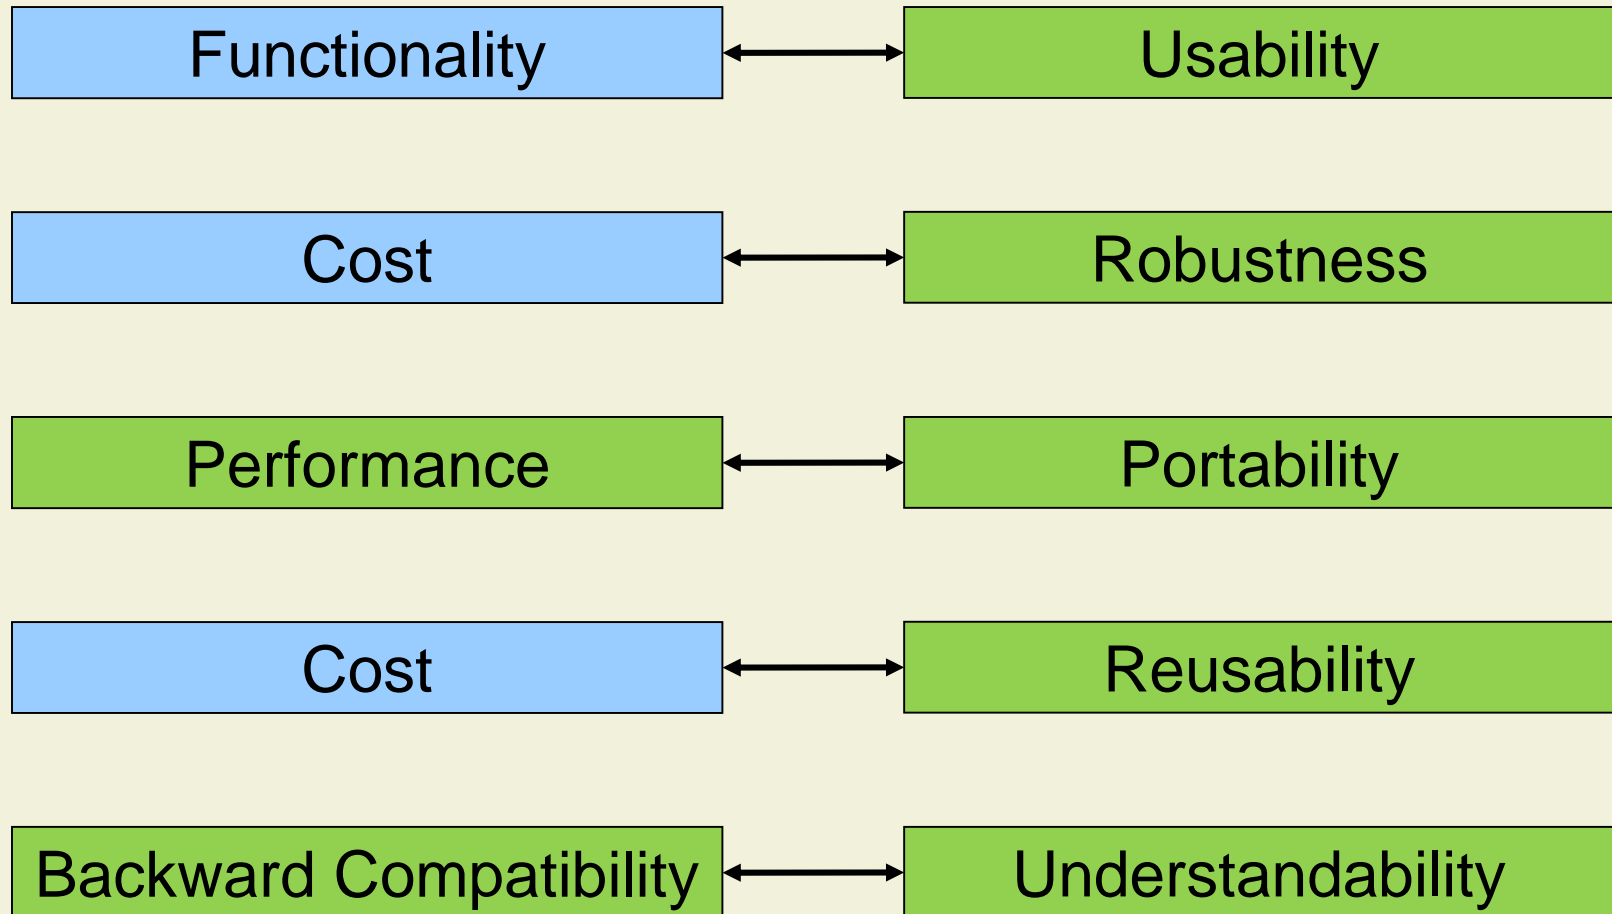 Functionality
Usability
Cost
Robustness
Performance
Portability
Cost
Reusability
Backward Compatibility
Understandability